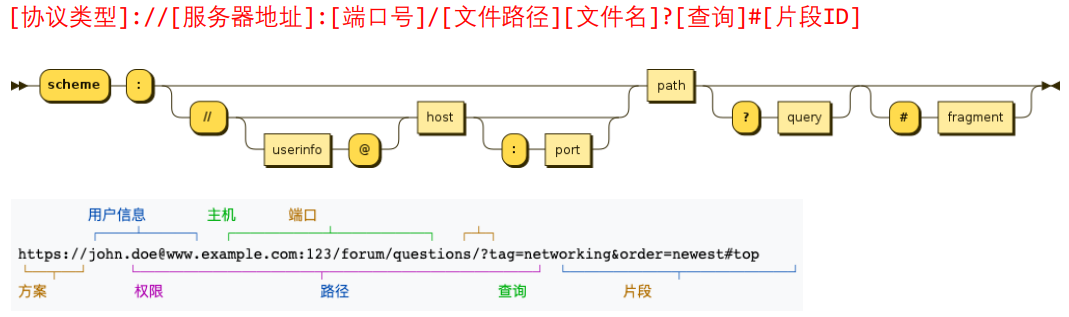 [协议类型]://[服务器地址]:[端口号]/[文件路径][文件名]?[查询]#[片段ID]
scheme : path
// host ? query # fragment
userinfo @ : port
用户信息 主机 端口
https://john.doe@www.example.com:123/forum/questions/?tag=networking&order=newest#top
方案 权限 路径 查询 片段